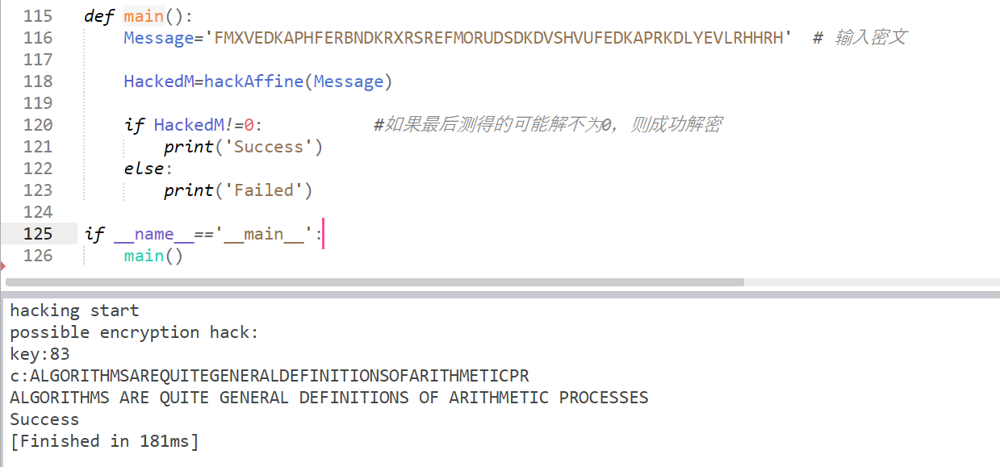 115 def main():
116 Message='FMXVEDKAPHFERBNDKRXRSREFMORUDSDKDVSHVUFEDKAPRKDLYEVLRHHRH' # 输入密文
117
118 HackedM=hackAffine(Message)
119
120 if HackedM!=0: #如果最后测得的可能解不为0，则成功解密
121 print('Success')
122 else:
123 print('Failed')
124
125 if __name__=='__main__':
126 main()
hacking start
possible encryption hack:
key:83
c:ALGORITHMSAREQUITEGENERALDEFINITIONSOFARITHMETICPR
ALGORITHMS ARE QUITE GENERAL DEFINITIONS OF ARITHMETIC PROCESSES
Success
[Finished in 181ms]